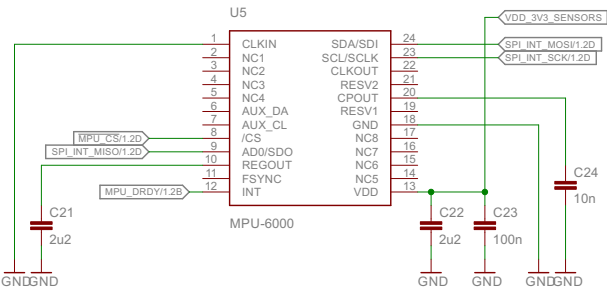 U5
VDD_3V3_SENSORS
1 CLKIN SDA/SDI 24 SPI_INT_MOSI/1.2D
2 NC1 SCL/SCLK 23 SPI_INT_SCK/1.2D
3 NC2 CLKOUT 22
4 NC3 RESV2 21
5 NC4 CPOUT 20
6 AUX_DA RESV1 19
7 AUX_CL GND 18
MPU_CS/1.2D 8 /CS NC8 17
SPI_INT_MISO/1.2D 9 AD0/SDO NC7 16
10 REGOUT NC6 15
11 FSYNC NC5 14
MPU_DRDY/1.2B 12 INT VDD 13
MPU-6000
C21
2u2
C22
2u2
C23
100n
C24
10n
GND GND GND GND GND GND